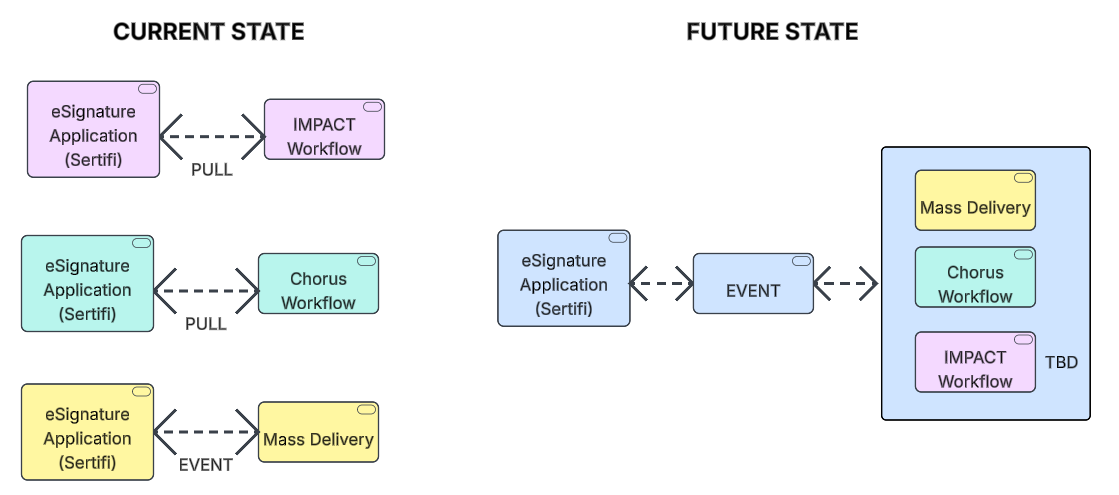 CURRENT STATE
eSignature
Application
(Sertifi)
PULL
IMPACT
Workflow
eSignature
Application
(Sertifi)
PULL
Chorus
Workflow
eSignature
Application
(Sertifi)
EVENT
Mass Delivery
FUTURE STATE
eSignature
Application
(Sertifi)
EVENT
Mass Delivery
Chorus
Workflow
IMPACT
Workflow
TBD